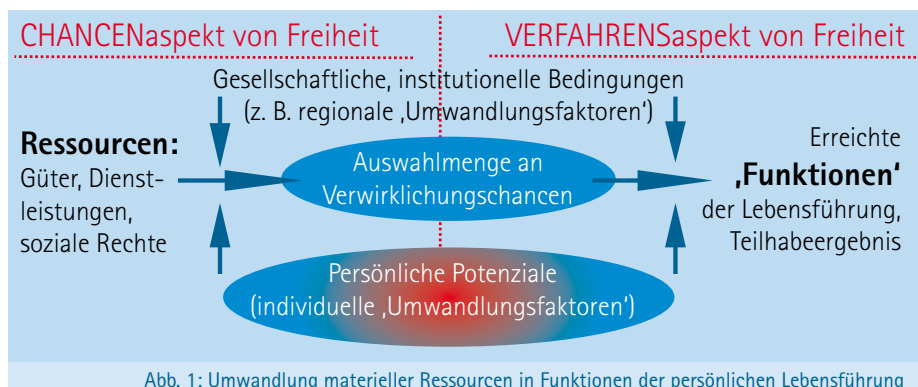 CHANCENaspekt von Freiheit
VERFAHRENSaspekt von Freiheit
Gesellschaftliche, institutionelle Bedingungen
(z. B. regionale ‚Umwandlungsfaktoren‘)
Ressourcen:
Güter, Dienst-
leistungen,
soziale Rechte
Auswahlmenge an
Verwirklichungschancen
Erreichte
‚Funktionen‘
der Lebensführung,
Teilhabeergebnis
Persönliche Potenziale
(individuelle ‚Umwandlungsfaktoren‘)
Abb. 1: Umwandlung materieller Ressourcen in Funktionen der persönlichen Lebensführung